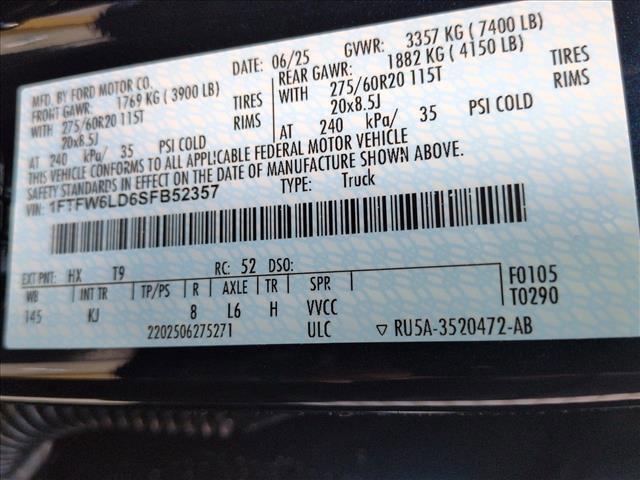 MFD. BY FORD MOTOR CO.
DATE: 06/25 GVWR: 3357 KG ( 7400 LB)
FRONT GAWR: 1769 KG (3900 LB) REAR GAWR: 1882 KG ( 4150 LB)
WITH 275/60R20 115T TIRES WITH 275/60R20 115T TIRES
20x8.5J RIMS 20x8.5J RIMS
AT 240 kPa/ 35 PSI COLD AT 240 kPa/ 35 PSI COLD
THIS VEHICLE CONFORMS TO ALL APPLICABLE FEDERAL MOTOR VEHICLE
SAFETY STANDARDS IN EFFECT ON THE DATE OF MANUFACTURE SHOWN ABOVE.
VIN: 1FTFW6LD6SFB52357 TYPE: Truck
EXT PNT: HX T9 RC: 52 DSO:
WB INT TR TP/PS R AXLE TR SPR F0105
145 KJ 8 L6 H VVCC T0290
2202506275271 ULC ▽ RU5A-3520472-AB